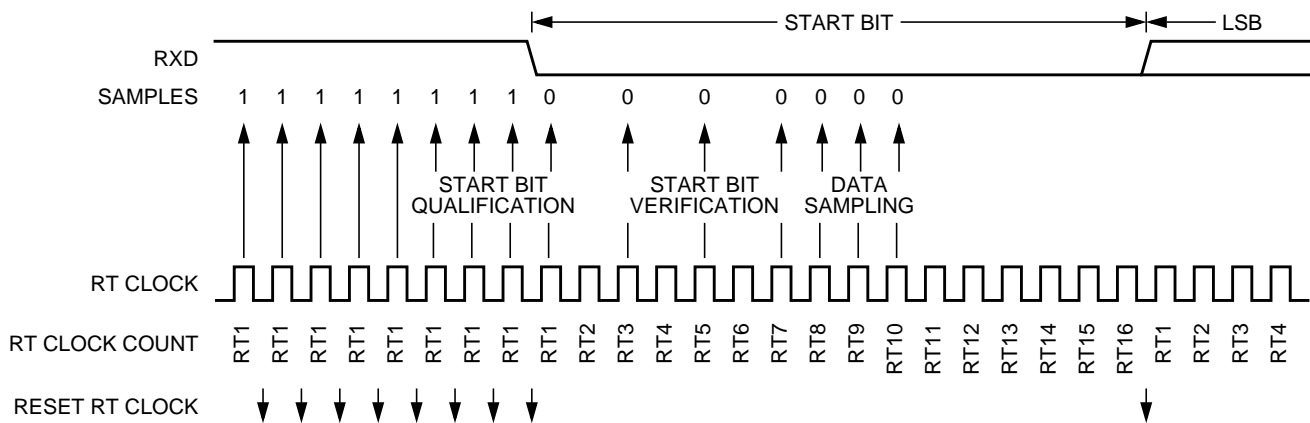 START BIT LSB
RXD
SAMPLES 1 1 1 1 1 1 1 1 0 0 0 0 0 0 0
START BIT QUALIFICATION
START BIT VERIFICATION
DATA SAMPLING
RT CLOCK
RT CLOCK COUNT RT1 RT1 RT1 RT1 RT1 RT1 RT1 RT1 RT1 RT2 RT3 RT4 RT5 RT6 RT7 RT8 RT9 RT10 RT11 RT12 RT13 RT14 RT15 RT16 RT1 RT2 RT3 RT4
RESET RT CLOCK